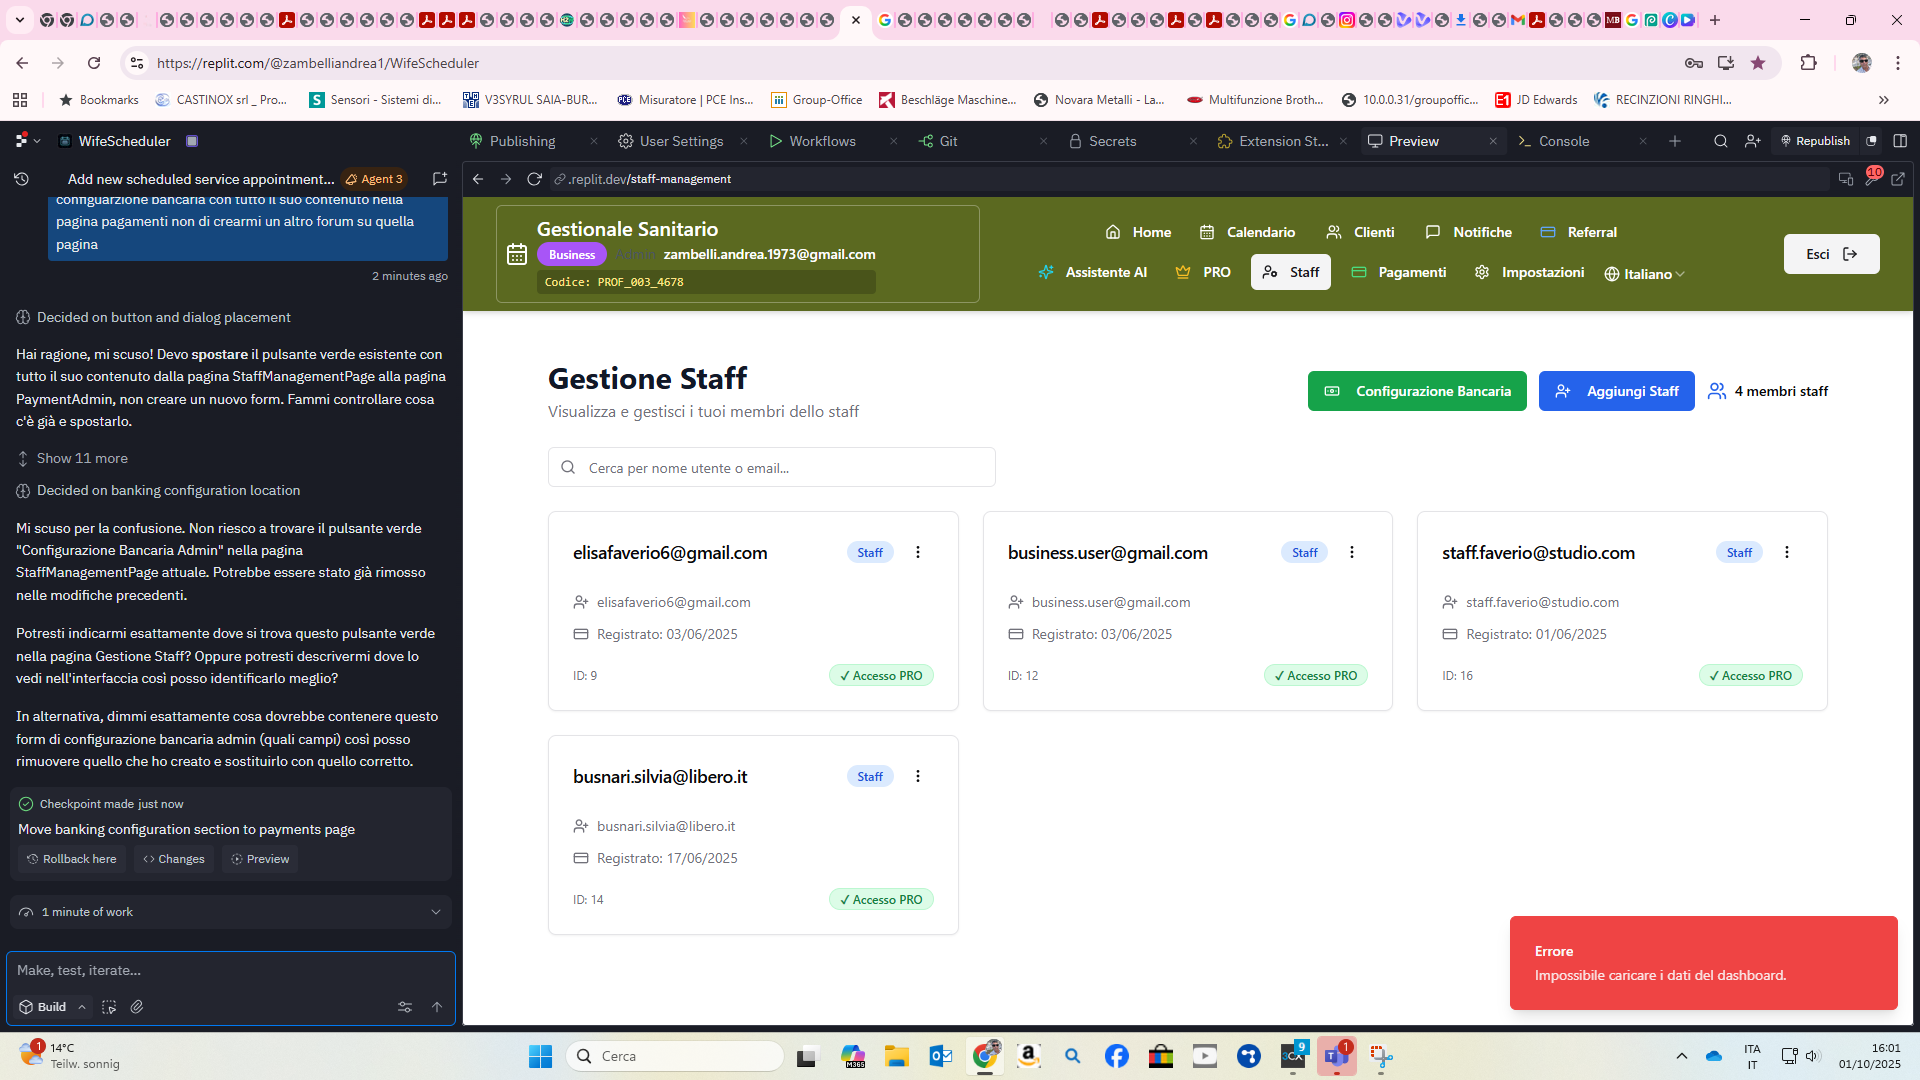 https://replit.com/@zambelliandrea1/WifeScheduler
Bookmarks
CASTINOX srl _ Pro...
Sensori - Sistemi di...
V3SYRUL SAIA-BUR...
Misuratore | PCE Ins...
Group-Office
Beschläge Maschine...
Novara Metalli - La...
Multifunzione Broth...
10.0.0.31/groupoffic...
JD Edwards
RECINZIONI RINGHI...
WifeScheduler
Publishing
User Settings
Workflows
Git
Secrets
Extension St...
Preview
Console
Republish
Add new scheduled service appointment...
Agent 3
.replit.dev/staff-management
10
configuarzione bancaria con tutto il suo contenuto nella
pagina pagamenti non di crearmi un altro forum su quella
pagina
2 minutes ago
Decided on button and dialog placement
Hai ragione, mi scuso! Devo spostare il pulsante verde esistente con
tutto il suo contenuto dalla pagina StaffManagementPage alla pagina
PaymentAdmin, non creare un nuovo form. Fammi controllare cosa
c'è già e spostarlo.
Show 11 more
Decided on banking configuration location
Mi scuso per la confusione. Non riesco a trovare il pulsante verde
"Configurazione Bancaria Admin" nella pagina
StaffManagementPage attuale. Potrebbe essere stato già rimosso
nelle modifiche precedenti.
Potresti indicarmi esattamente dove si trova questo pulsante verde
nella pagina Gestione Staff? Oppure potresti descrivermi dove lo
vedi nell'interfaccia così posso identificarlo meglio?
In alternativa, dimmi esattamente cosa dovrebbe contenere questo
form di configurazione bancaria admin (quali campi) così posso
rimuovere quello che ho creato e sostituirlo con quello corretto.
Checkpoint made just now
Move banking configuration section to payments page
Rollback here
Changes
Preview
1 minute of work
Make, test, iterate...
Build
Gestionale Sanitario
Business
Admin
zambelli.andrea.1973@gmail.com
Codice: PROF_003_4678
Home
Calendario
Clienti
Notifiche
Referral
Assistente AI
PRO
Staff
Pagamenti
Impostazioni
Italiano
Esci
Gestione Staff
Visualizza e gestisci i tuoi membri dello staff
Configurazione Bancaria
Aggiungi Staff
4 membri staff
Cerca per nome utente o email...
elisafaverio6@gmail.com
Staff
elisafaverio6@gmail.com
Registrato: 03/06/2025
ID: 9
✓ Accesso PRO
business.user@gmail.com
Staff
business.user@gmail.com
Registrato: 03/06/2025
ID: 12
✓ Accesso PRO
staff.faverio@studio.com
Staff
staff.faverio@studio.com
Registrato: 01/06/2025
ID: 16
✓ Accesso PRO
busnari.silvia@libero.it
Staff
busnari.silvia@libero.it
Registrato: 17/06/2025
ID: 14
✓ Accesso PRO
Errore
Impossibile caricare i dati del dashboard.
1
14°C
Teilw. sonnig
Cerca
M365
3CX
9
1
ITA
IT
16:01
01/10/2025